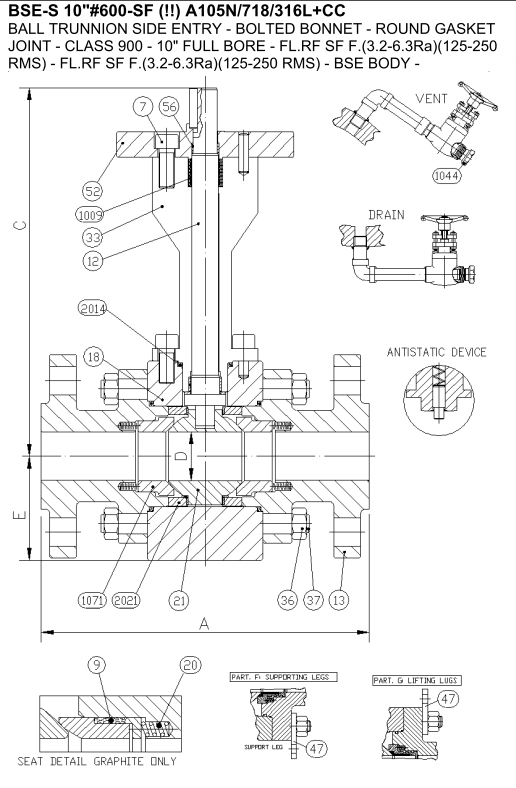 BSE-S 10"#600-SF (!!) A105N/718/316L+CC
BALL TRUNNION SIDE ENTRY - BOLTED BONNET - ROUND GASKET
JOINT - CLASS 900 - 10" FULL BORE - FL.RF SF F.(3.2-6.3Ra)(125-250
RMS) - FL.RF SF F.(3.2-6.3Ra)(125-250 RMS) - BSE BODY -
7
56
VENT
1044
52
1009
33
12
C
DRAIN
2014
18
ANTISTATIC DEVICE
D
E
1071
2021
21
36
37
13
A
9
20
SEAT DETAIL GRAPHITE ONLY
PART. F: SUPPORTING LEGS
SUPPORT LEG
47
PART. G: LIFTING LUGS
47